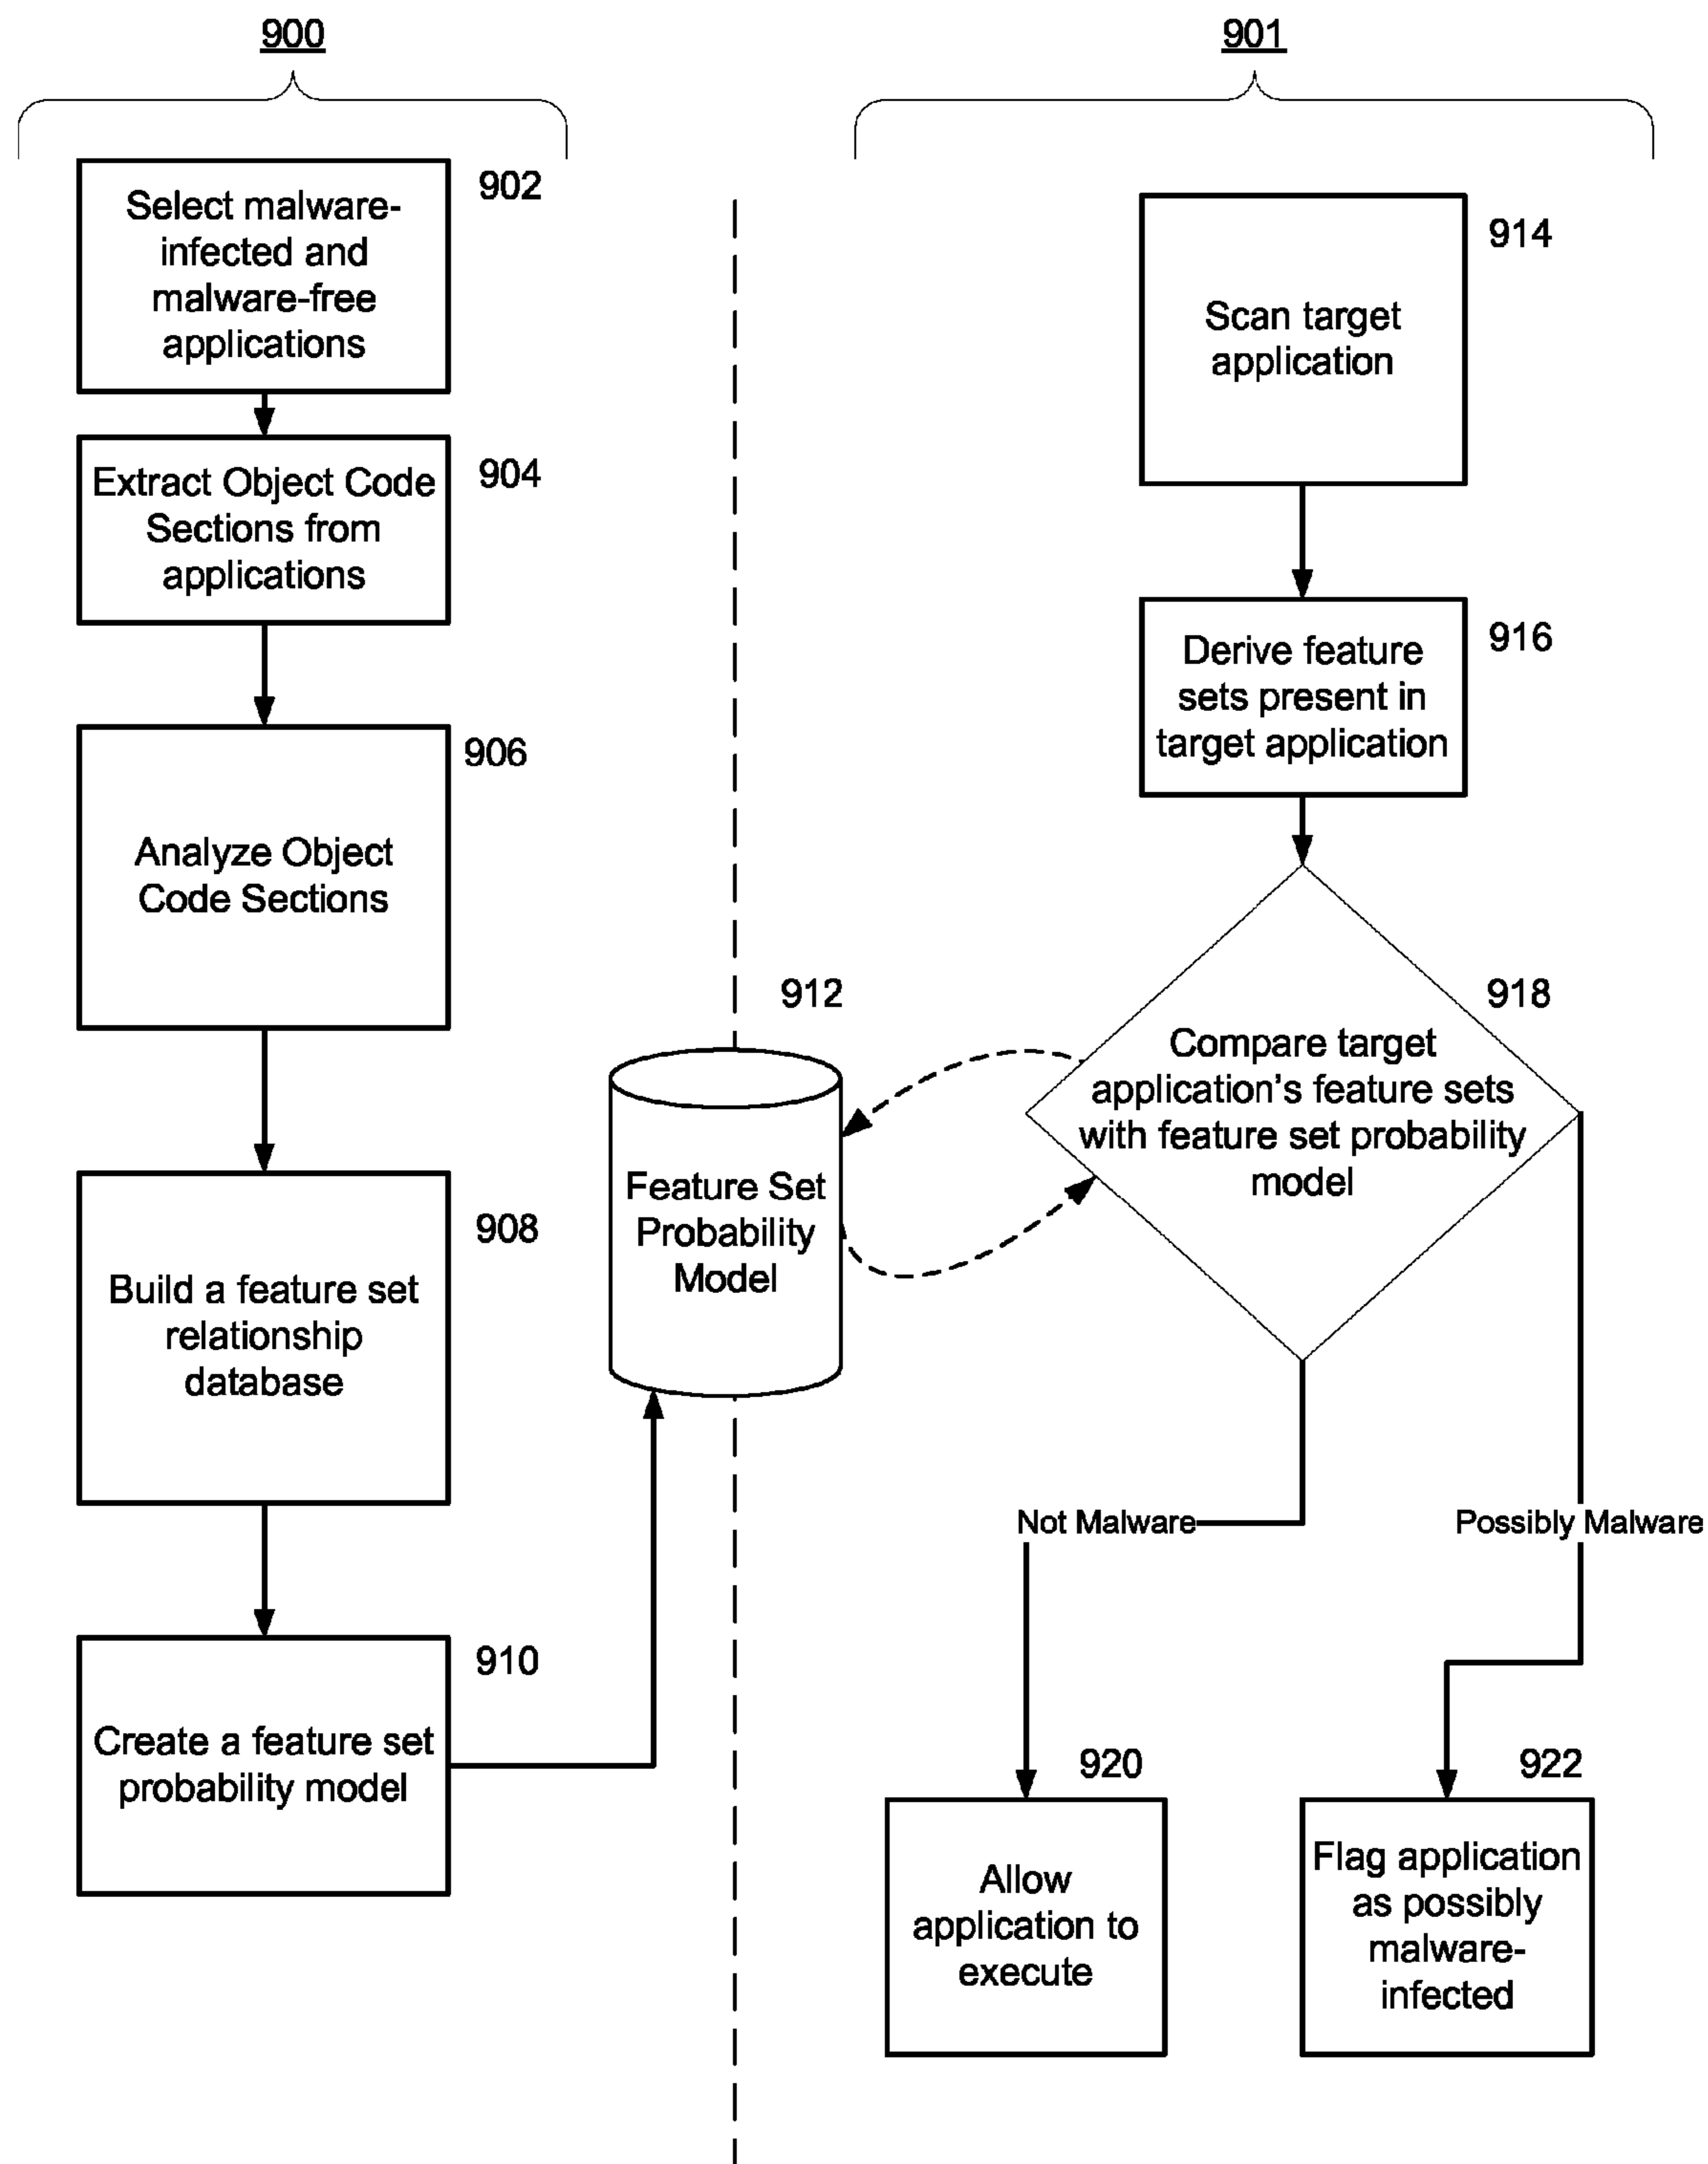 900
902
Select malware-
infected and
malware-free
applications
904
Extract Object Code
Sections from
applications
906
Analyze Object
Code Sections
908
Build a feature set
relationship
database
910
Create a feature set
probability model
912
Feature Set
Probability
Model
901
914
Scan target
application
916
Derive feature
sets present in
target application
918
Compare target
application's feature sets
with feature set probability
model
Not Malware
Possibly Malware
920
Allow
application to
execute
922
Flag application
as possibly
malware-
infected